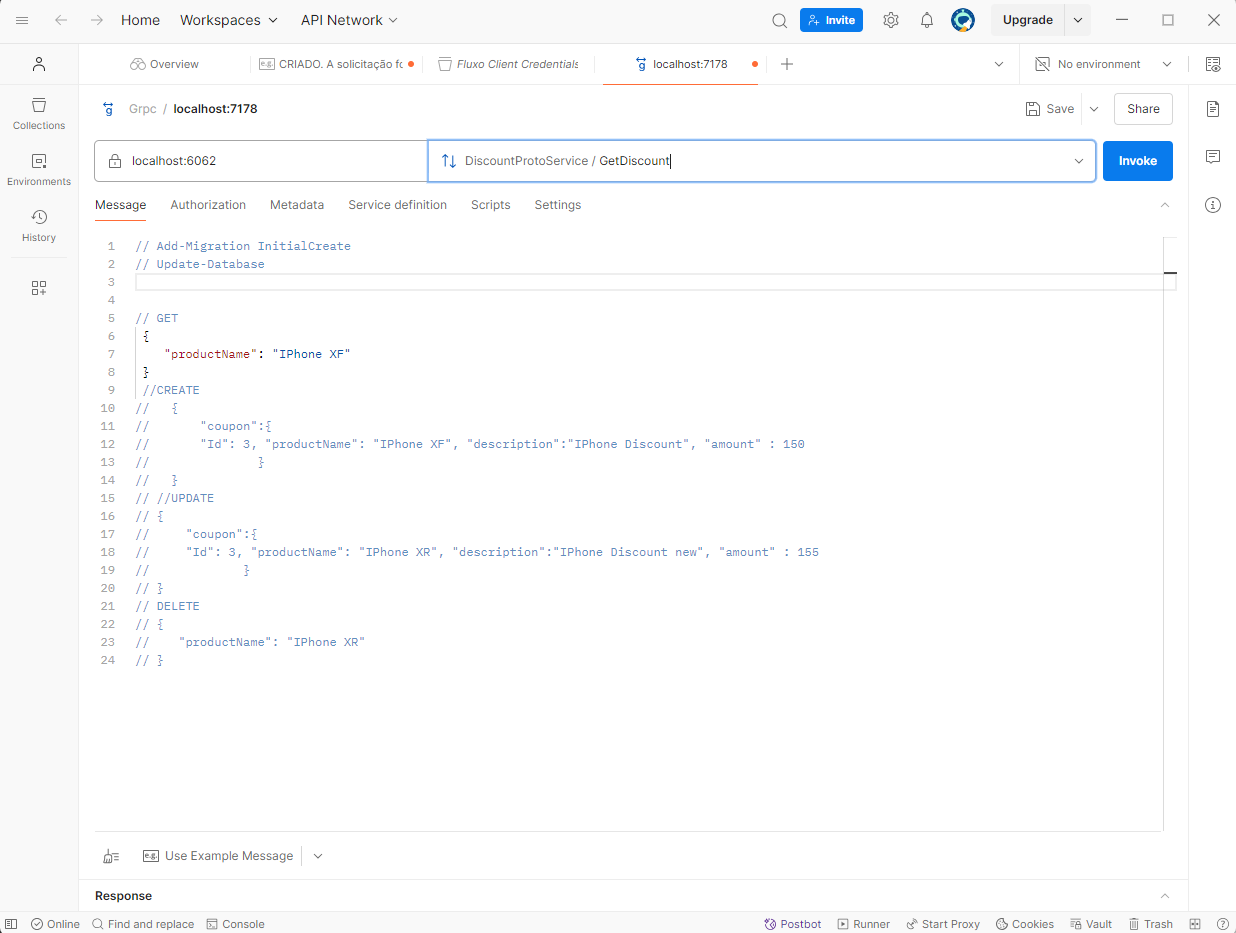 Home Workspaces API Network Invite Upgrade
Overview e.g. CRIADO. A solicitação fo Fluxo Client Credentials localhost:7178 No environment
Grpc / localhost:7178 Save Share
Collections
localhost:6062 DiscountProtoService / GetDiscount Invoke
Environments
Message Authorization Metadata Service definition Scripts Settings
History
1 // Add-Migration InitialCreate
2 // Update-Database
3
4
5 // GET
6 {
7 "productName": "IPhone XF"
8 }
9 //CREATE
10 // {
11 // "coupon":{
12 // "Id": 3, "productName": "IPhone XF", "description":"IPhone Discount", "amount" : 150
13 // }
14 // }
15 // //UPDATE
16 // {
17 // "coupon":{
18 // "Id": 3, "productName": "IPhone XR", "description":"IPhone Discount new", "amount" : 155
19 // }
20 // }
21 // DELETE
22 // {
23 // "productName": "IPhone XR"
24 // }
e.g. Use Example Message
Response
Online Find and replace Console Postbot Runner Start Proxy Cookies Vault Trash